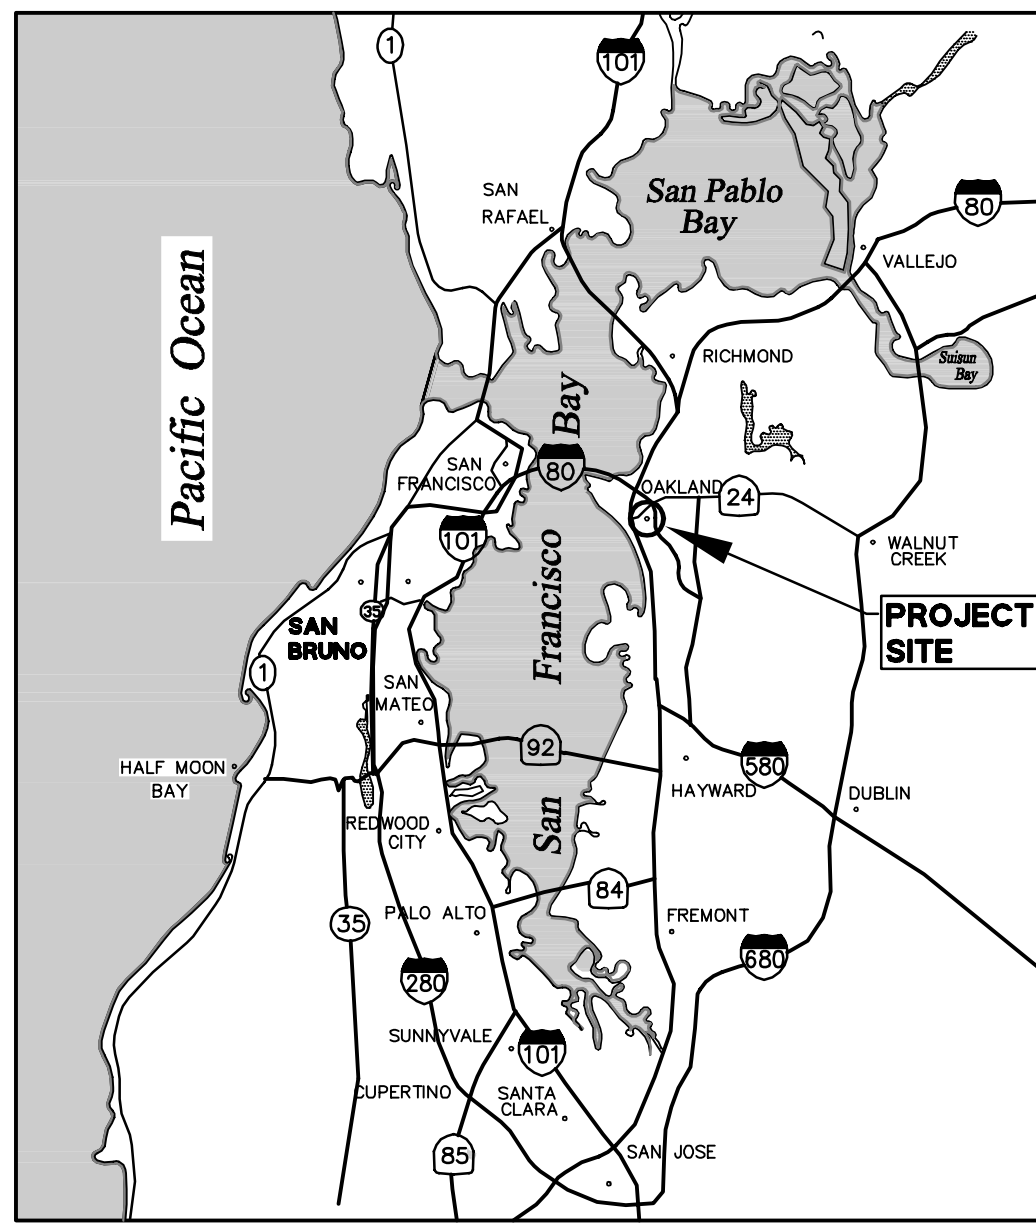 1
101
SAN
RAFAEL
San Pablo
Bay
80
VALLEJO
Pacific Ocean
RICHMOND
Suisun
Bay
San Francisco Bay
SAN
FRANCISCO
80
OAKLAND
24
101
WALNUT
CREEK
35
SAN
BRUNO
PROJECT
SITE
1
SAN
MATEO
92
580
HALF MOON
BAY
HAYWARD
DUBLIN
REDWOOD
CITY
84
35
PALO ALTO
FREMONT
680
280
SUNNYVALE
101
CUPERTINO
SANTA
CLARA
85
SAN JOSE